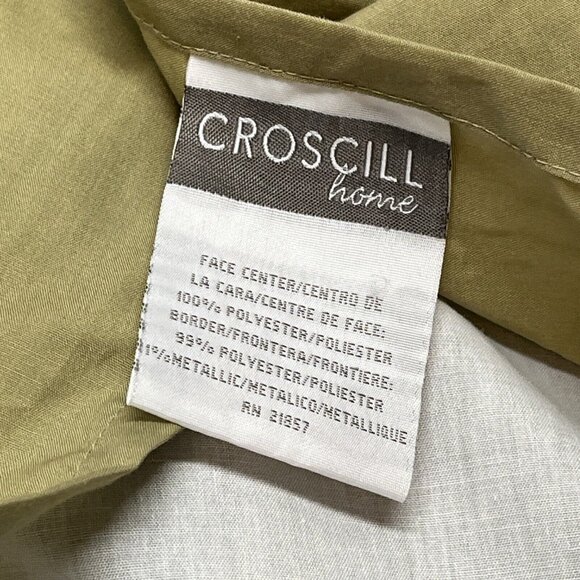 CROSCILL
home
FACE CENTER/CENTRO DE
LA CARA/CENTRE DE FACE:
100% POLYESTER/POLIESTER
BORDER/FRONTERA/FRONTIERE:
99% POLYESTER/POLIESTER
1%METALLIC/METALICO/METALLIQUE
RN 21857